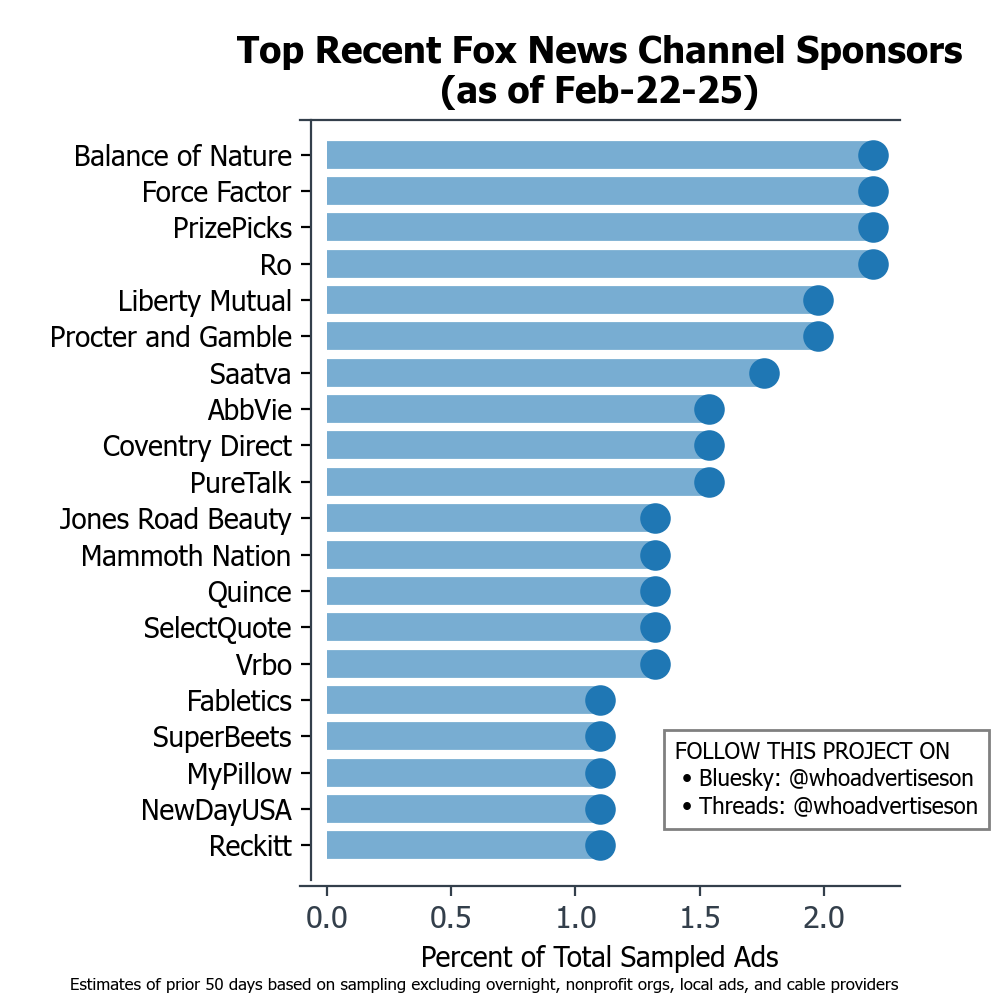 Top Recent Fox News Channel Sponsors
(as of Feb-22-25)
Balance of Nature
Force Factor
PrizePicks
Ro
Liberty Mutual
Procter and Gamble
Saatva
AbbVie
Coventry Direct
PureTalk
Jones Road Beauty
Mammoth Nation
Quince
SelectQuote
Vrbo
Fabletics
SuperBeets
MyPillow
NewDayUSA
Reckitt
FOLLOW THIS PROJECT ON
• Bluesky: @whoadvertiseson
• Threads: @whoadvertiseson
0.0 0.5 1.0 1.5 2.0
Percent of Total Sampled Ads
Estimates of prior 50 days based on sampling excluding overnight, nonprofit orgs, local ads, and cable providers